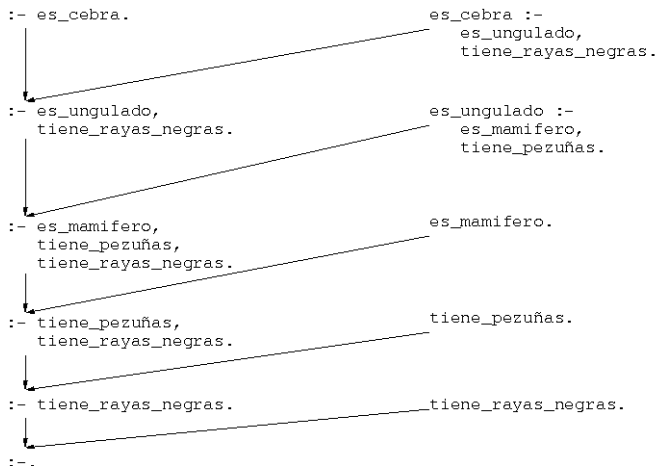 :- es_cebra.
es_cebra :-
es_ungulado,
tiene_rayas_negras.
:- es_ungulado,
tiene_rayas_negras.
es_ungulado :-
es_mamifero,
tiene_pezuñas.
:- es_mamifero,
tiene_pezuñas,
tiene_rayas_negras.
es_mamifero.
:- tiene_pezuñas,
tiene_rayas_negras.
tiene_pezuñas.
:- tiene_rayas_negras.
tiene_rayas_negras.
:-.